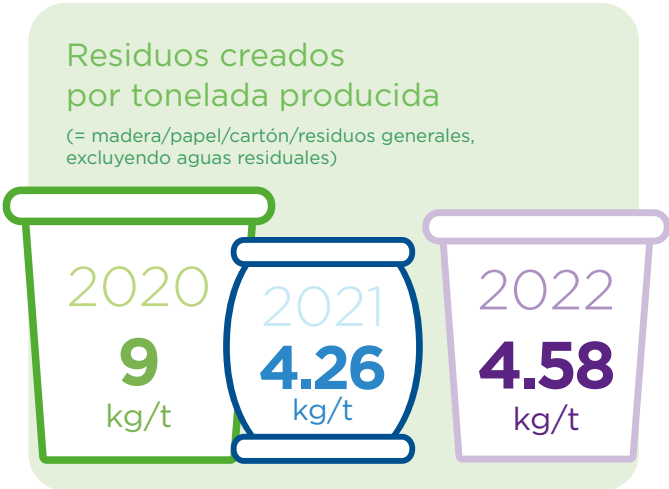 Residuos creados
por tonelada producida
(= madera/papel/cartón/residuos generales,
excluyendo aguas residuales)
2020
9
kg/t
2021
4.26
kg/t
2022
4.58
kg/t